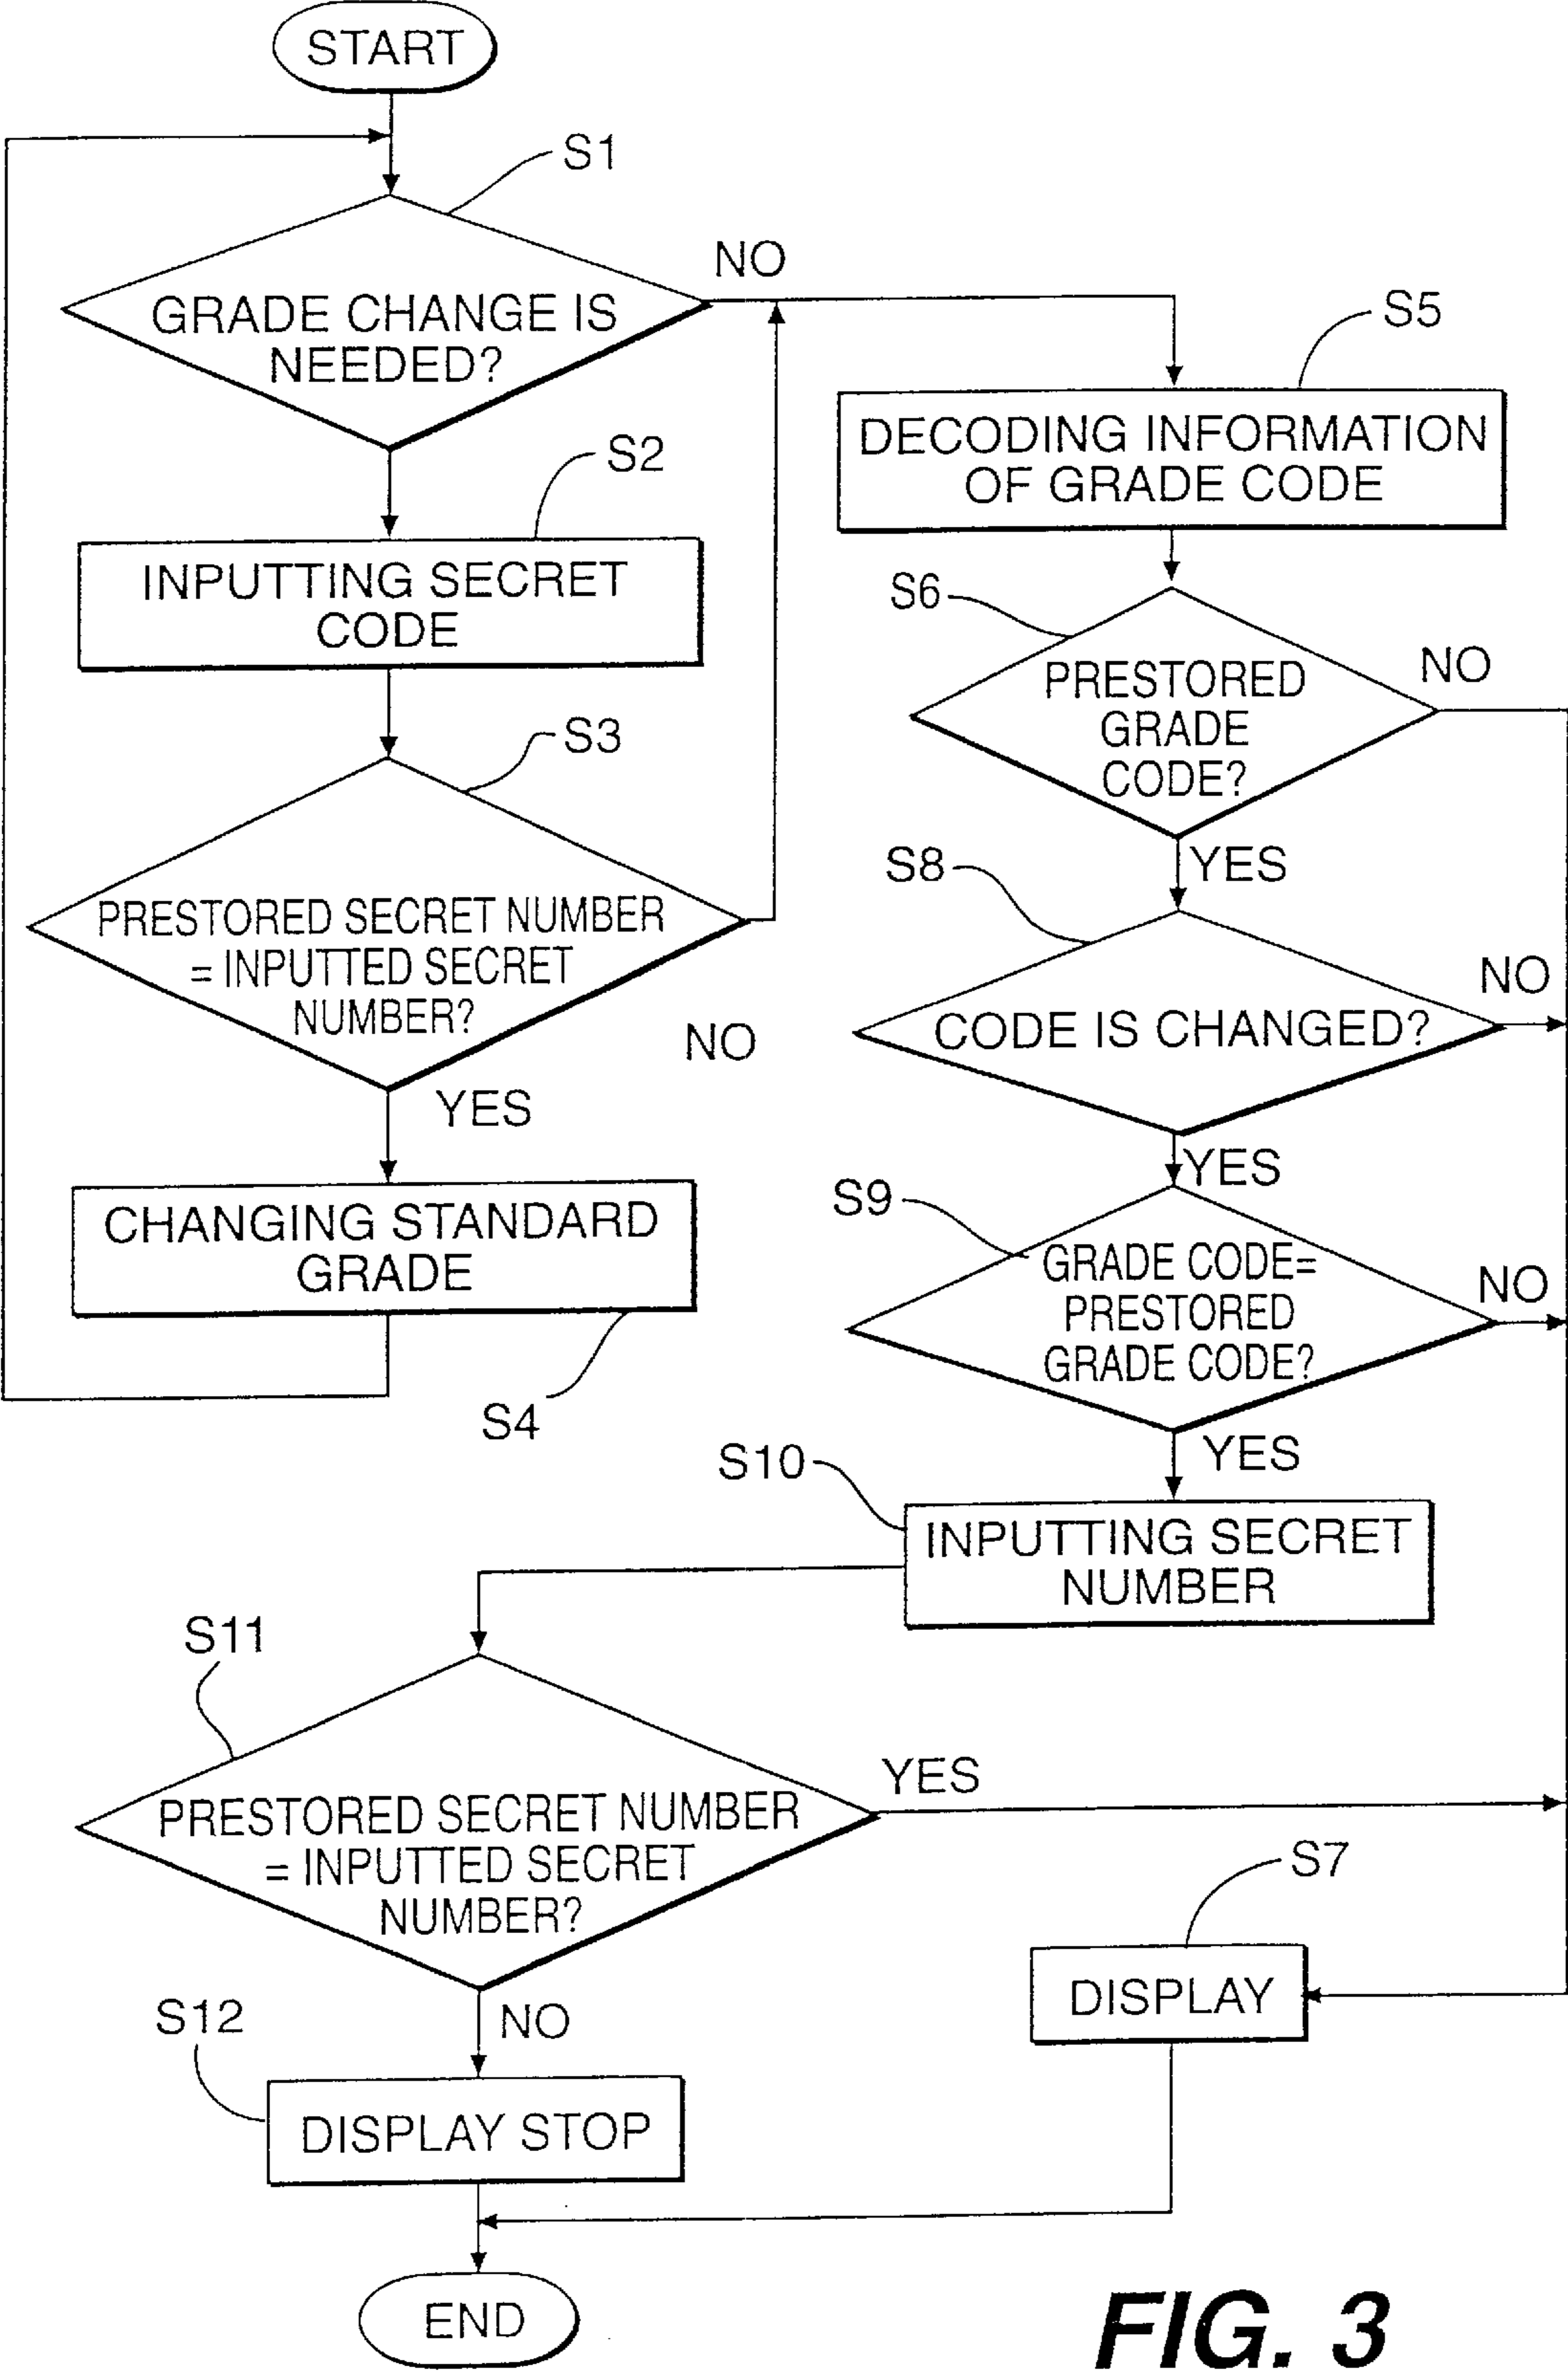 START
S1
GRADE CHANGE IS
NEEDED?
NO
S2
INPUTTING SECRET
CODE
S3
PRESTORED SECRET NUMBER
= INPUTTED SECRET
NUMBER?
NO
YES
CHANGING STANDARD
GRADE
S4
S5
DECODING INFORMATION
OF GRADE CODE
S6
PRESTORED
GRADE
CODE?
NO
YES
S8
CODE IS CHANGED?
NO
YES
S9
GRADE CODE=
PRESTORED
GRADE CODE?
NO
YES
S10
INPUTTING SECRET
NUMBER
S11
PRESTORED SECRET NUMBER
= INPUTTED SECRET
NUMBER?
YES
NO
S7
DISPLAY
S12
DISPLAY STOP
END
FIG. 3